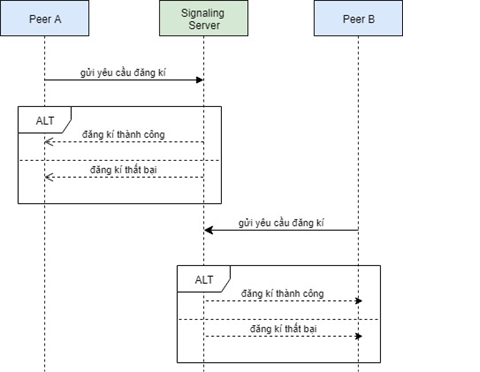 Peer A
Signaling
Server
Peer B
gửi yêu cầu đăng kí
ALT
đăng kí thành công
đăng kí thất bại
gửi yêu cầu đăng kí
ALT
đăng kí thành công
đăng kí thất bại